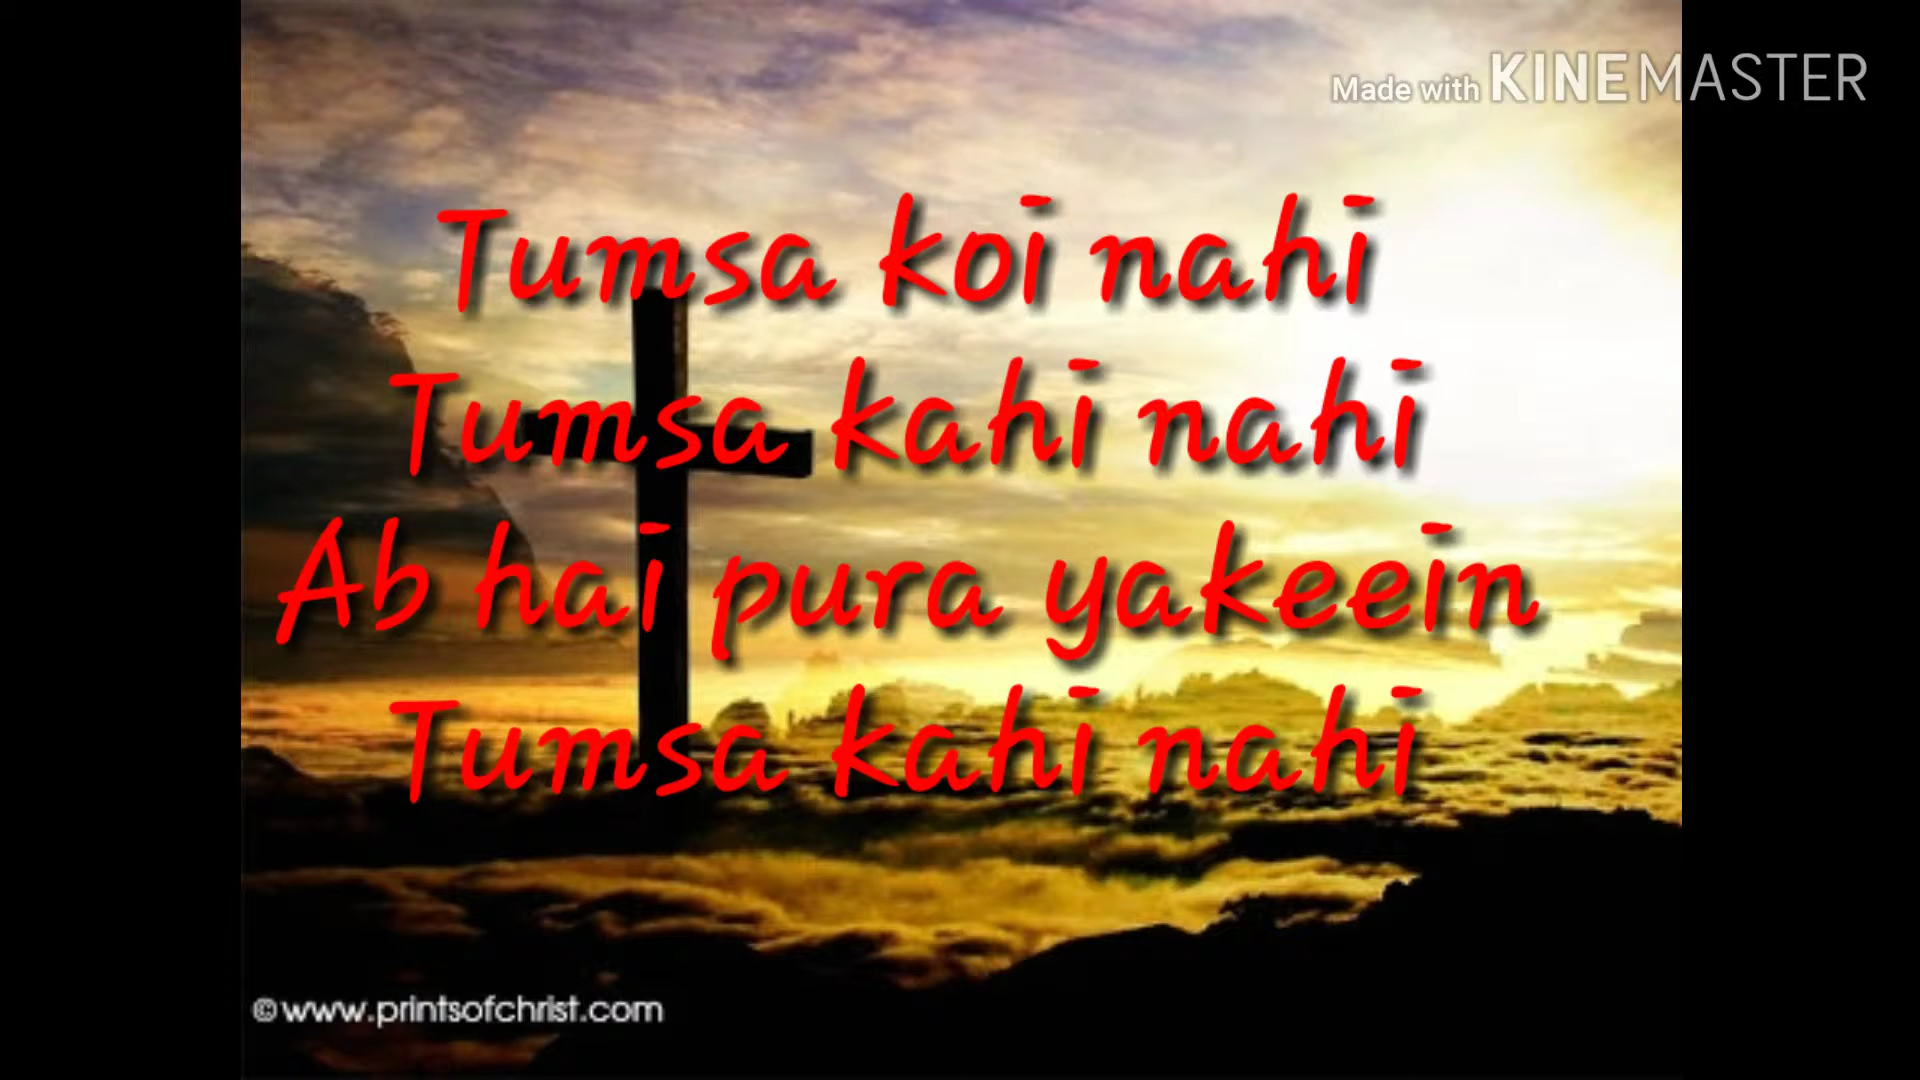 Made with KINEMASTER
Tumsa koi nahi
Tumsa kahi nahi
Ab hai pura yakeein
Tumsa kahi nahi
©www.printsofchrist.com